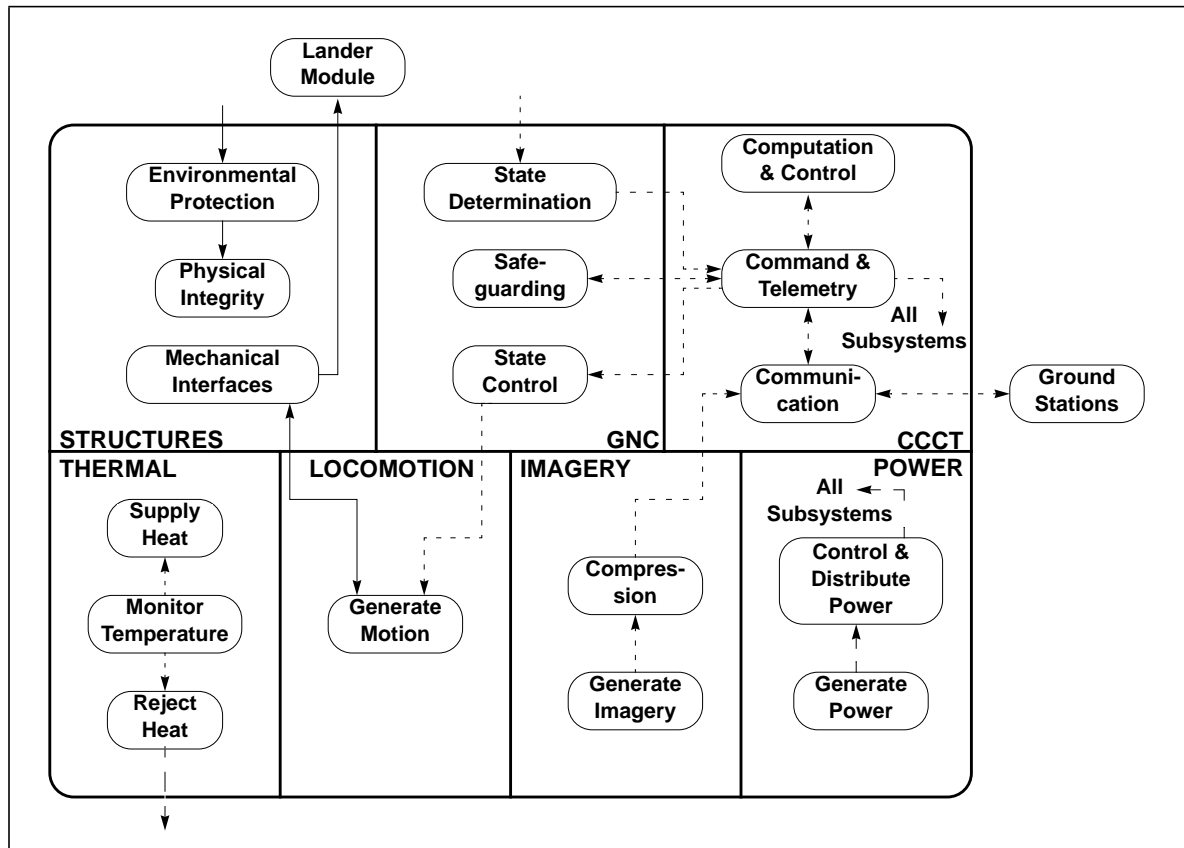 Lander
Module
Environmental
Protection
Physical
Integrity
Mechanical
Interfaces
STRUCTURES
State
Determination
Safe-
guarding
State
Control
GNC
Computation
& Control
Command &
Telemetry
All
Subsystems
Communi-
cation
CCCT
Ground
Stations
THERMAL
Supply
Heat
Monitor
Temperature
Reject
Heat
LOCOMOTION
Generate
Motion
IMAGERY
Compres-
sion
Generate
Imagery
POWER
All
Subsystems
Control &
Distribute
Power
Generate
Power